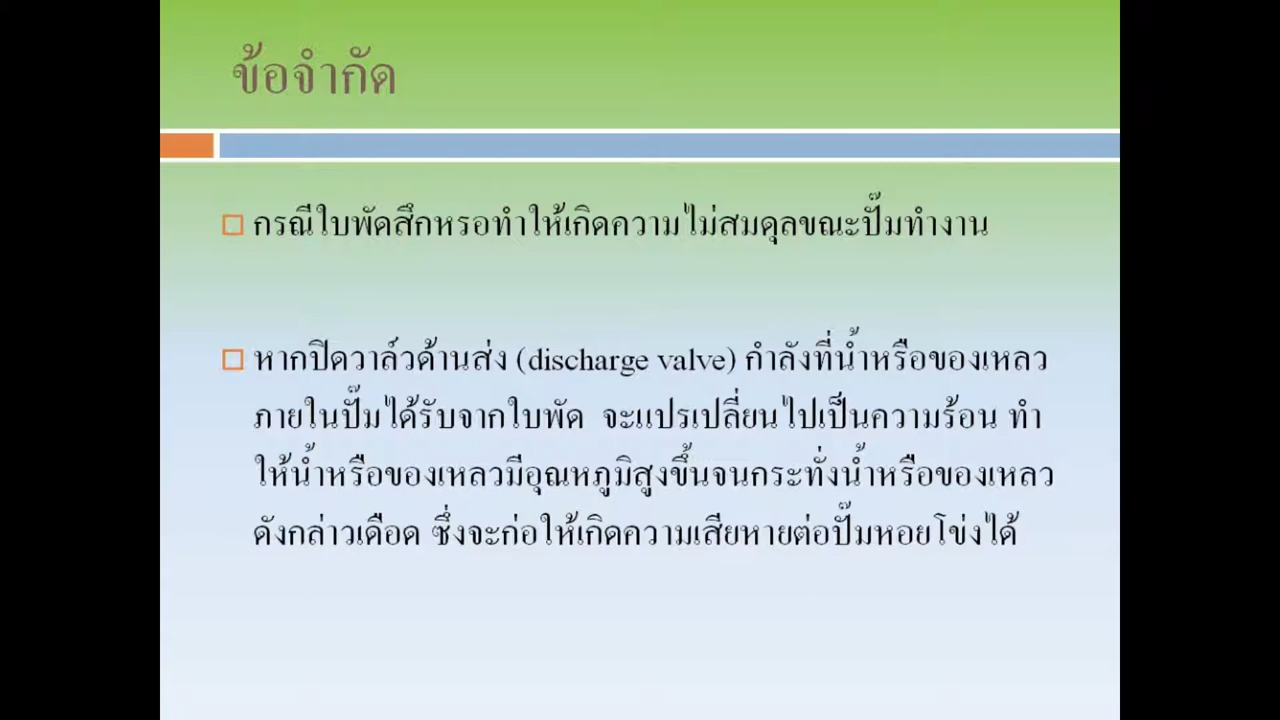 ข้อจำกัด
กรณีใบพัดสึกหรอทำให้เกิดความไม่สมดุลขณะปั๊มทำงาน
หากปิดวาล์วด้านส่ง (discharge valve) กำลังที่น้ำหรือของเหลว
ภายในปั๊มได้รับจากใบพัด จะแปรเปลี่ยนไปเป็นความร้อน ทำ
ให้น้ำหรือของเหลวมีอุณหภูมิสูงขึ้นจนกระทั่งน้ำหรือของเหลว
ดังกล่าวเดือด ซึ่งจะก่อให้เกิดความเสียหายต่อปั๊มหอยโข่งได้